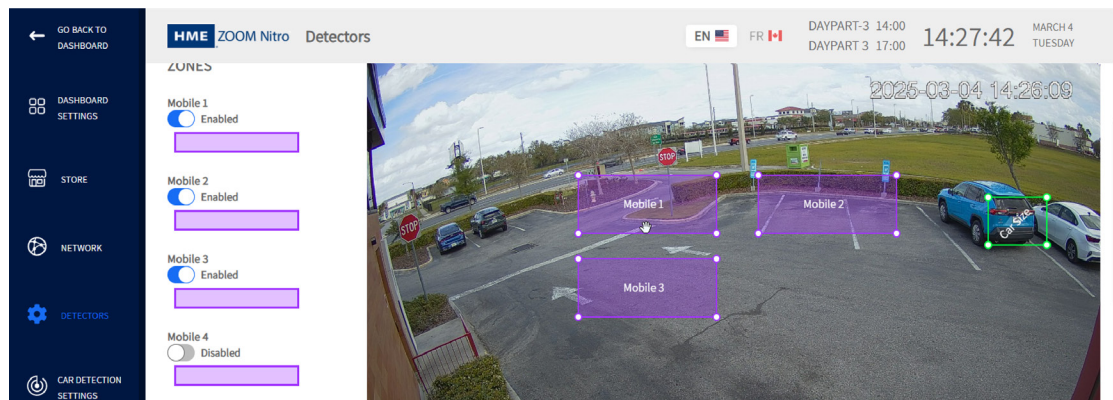 GO BACK TO
DASHBOARD
HME ZOOM Nitro Detectors
EN FR
DAYPART-3 14:00
DAYPART 3 17:00
14:27:42
MARCH 4
TUESDAY
DASHBOARD
SETTINGS
STORE
NETWORK
DETECTORS
CAR DETECTION
SETTINGS
ZONES
Mobile 1
Enabled
Mobile 2
Enabled
Mobile 3
Enabled
Mobile 4
Disabled
2025-03-04 14:26:09
STOP
STOP
Mobile 1
Mobile 2
Car Size
Mobile 3